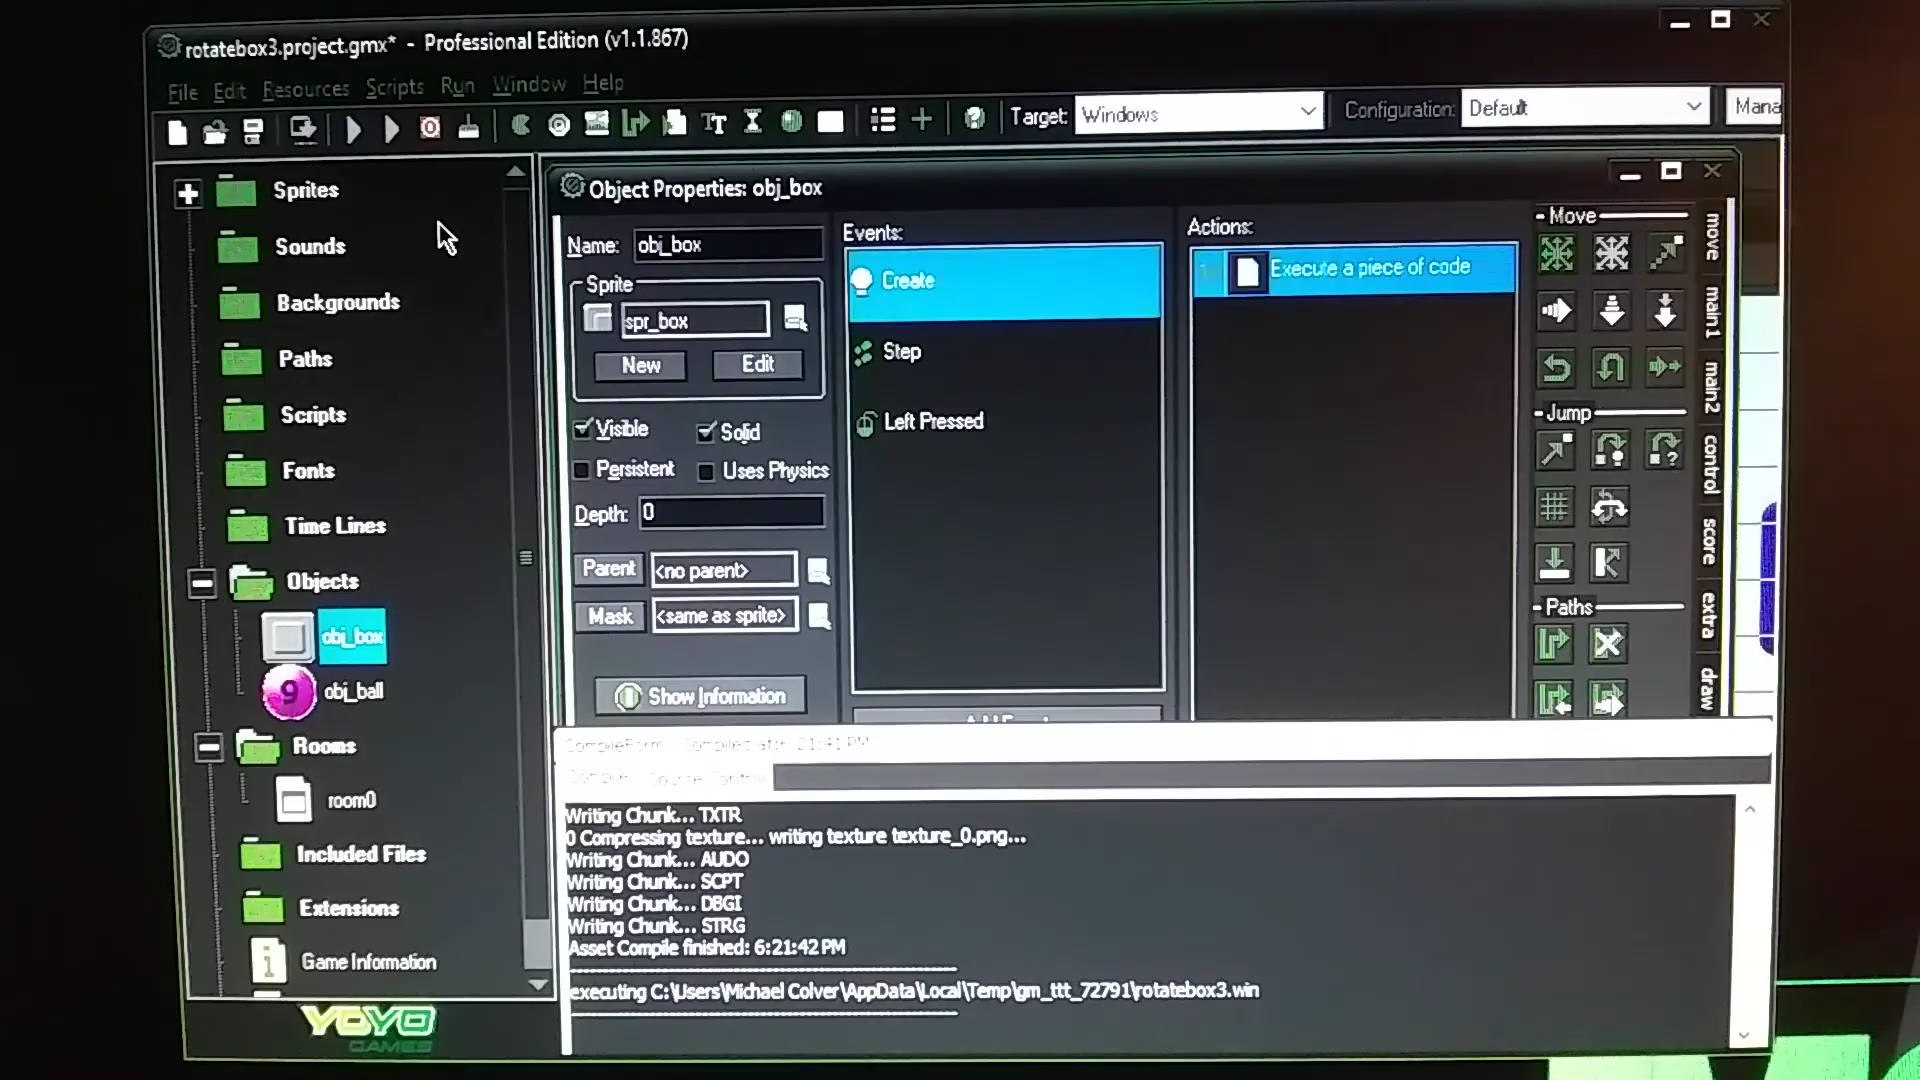 rotatebox3.project.gmx* - Professional Edition (v1.1.867)
File Edit Resources Scripts Run Window Help
Target: Windows Configuration: Default Mana
Sprites
Sounds
Backgrounds
Paths
Scripts
Fonts
Time Lines
Objects
obj_box
9 obj_ball
Rooms
room0
Included Files
Extensions
Game Information
YOYO
GAMES
Object Properties: obj_box
Name: obj_box
Sprite
spr_box
New Edit
Visible Solid
Persistent Uses Physics
Depth: 0
Parent <no parent>
Mask <same as sprite>
Show Information
Events:
Create
Step
Left Pressed
Actions:
Execute a piece of code
Move
Jump
Paths
move
main1
main2
control
score
extra
draw
Writing Chunk... TXTR
0 Compressing texture... writing texture texture_0.png...
Writing Chunk... AUDO
Writing Chunk... SCPT
Writing Chunk... DBGI
Writing Chunk... STRG
Asset Compile finished: 6:21:42 PM
executing C:\Users\Michael Colver\AppData\Local\Temp\gm_ttt_72791\rotatebox3.win